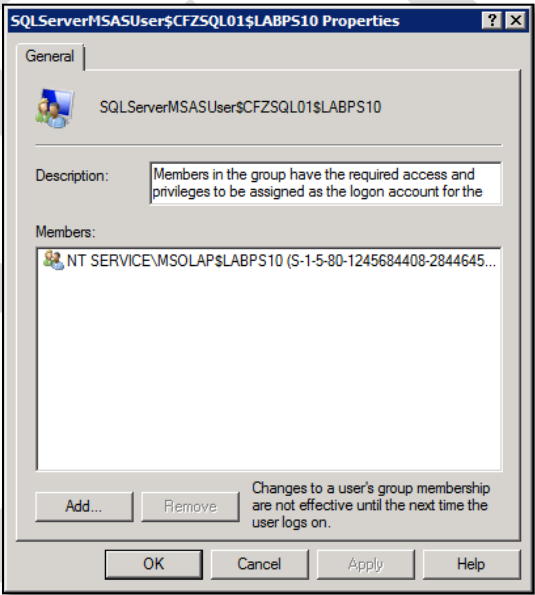 SQLServerMSASUser$CFZSQL01$LABPS10 Properties
General
SQLServerMSASUser$CFZSQL01$LABPS10
Description:
Members in the group have the required access and
privileges to be assigned as the logon account for the
Members:
NT SERVICE\MSOLAP$LABPS10 (S-1-5-80-1245684408-2844645...
Add...
Remove
Changes to a user's group membership
are not effective until the next time the
user logs on.
OK
Cancel
Apply
Help